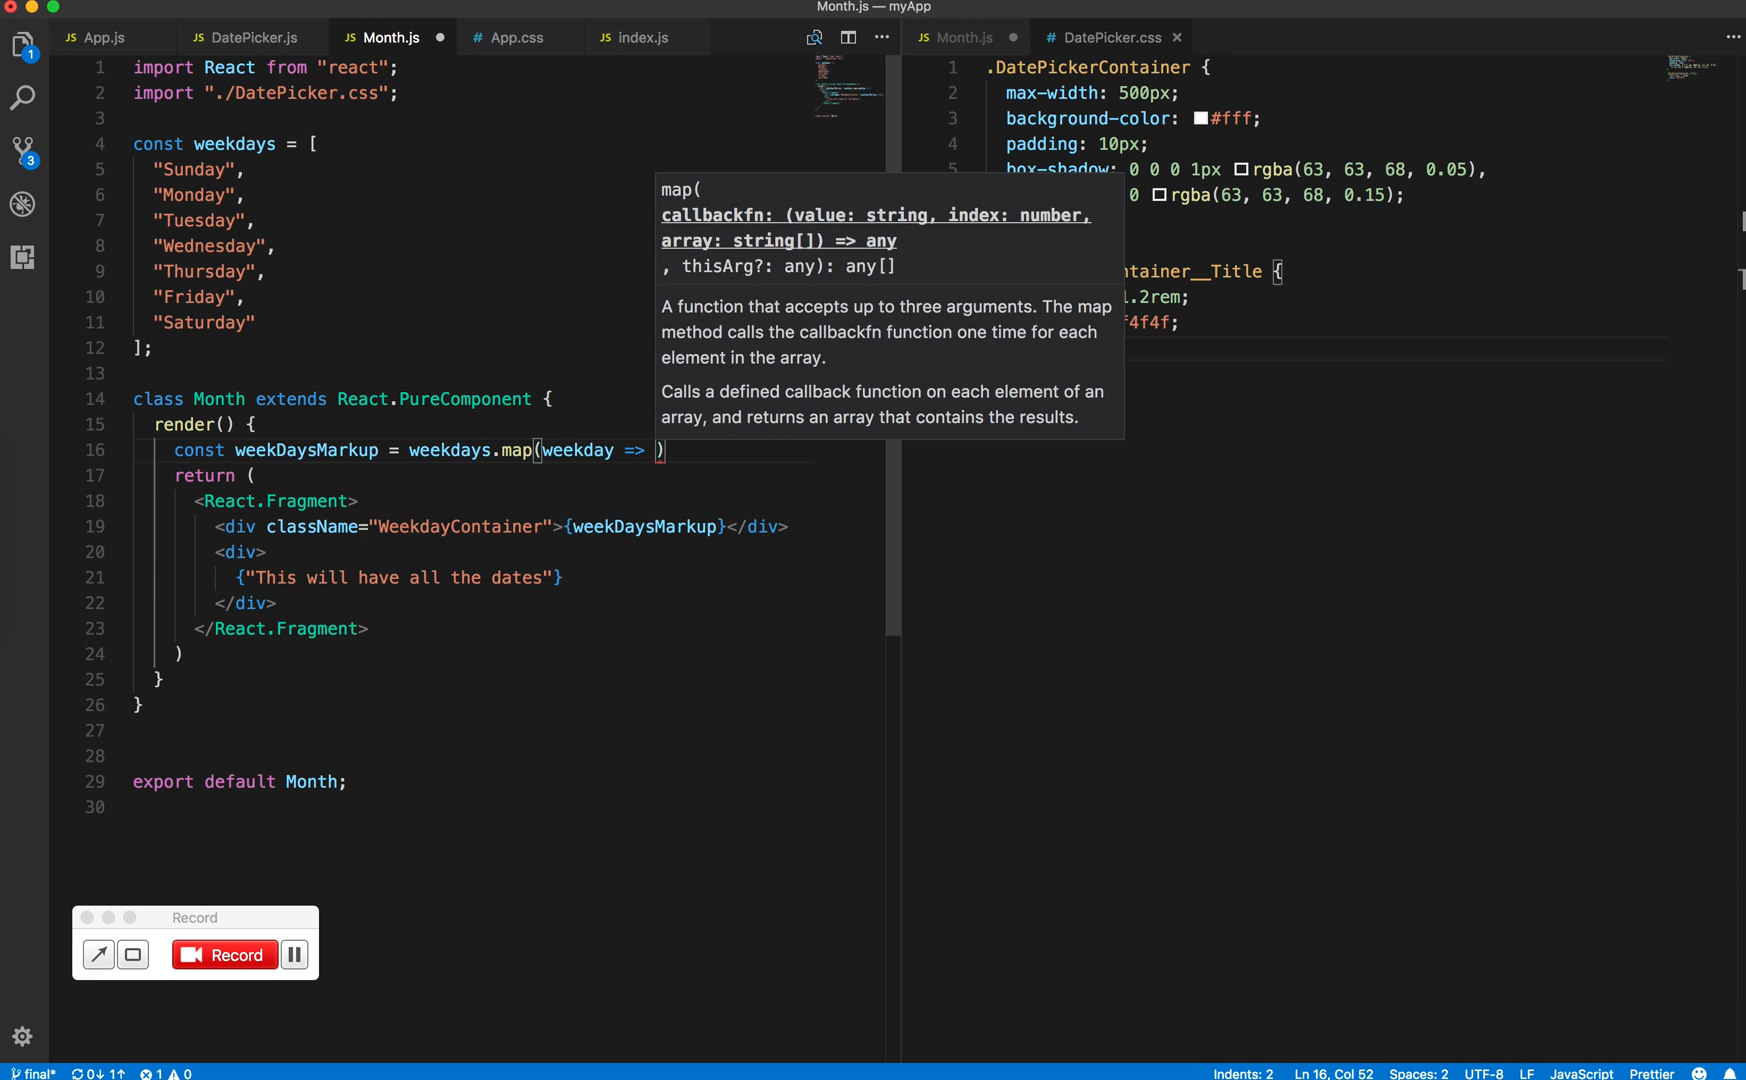 Month.js — myApp
JS App.js
JS DatePicker.js
JS Month.js
# App.css
JS index.js
JS Month.js
# DatePicker.css
1
3
1 import React from "react";
2 import "./DatePicker.css";
3
4 const weekdays = [
5 "Sunday",
6 "Monday",
7 "Tuesday",
8 "Wednesday",
9 "Thursday",
10 "Friday",
11 "Saturday"
12 ];
13
14 class Month extends React.PureComponent {
15 render() {
16 const weekDaysMarkup = weekdays.map(weekday => )
17 return (
18 <React.Fragment>
19 <div className="WeekdayContainer">{weekDaysMarkup}</div>
20 <div>
21 {"This will have all the dates"}
22 </div>
23 </React.Fragment>
24 )
25 }
26 }
27
28
29 export default Month;
30
map(
callbackfn: (value: string, index: number,
array: string[]) => any
, thisArg?: any): any[]
A function that accepts up to three arguments. The map
method calls the callbackfn function one time for each
element in the array.
Calls a defined callback function on each element of an
array, and returns an array that contains the results.
1 .DatePickerContainer {
2 max-width: 500px;
3 background-color: #fff;
4 padding: 10px;
5 box-shadow: 0 0 0 1px rgba(63, 63, 68, 0.05),
0 rgba(63, 63, 68, 0.15);
ntainer__Title {
1.2rem;
f4f4f;
Record
Record
final* 0↓ 1↑ 1 0
Indents: 2 Ln 16, Col 52 Spaces: 2 UTF-8 LF JavaScript Prettier